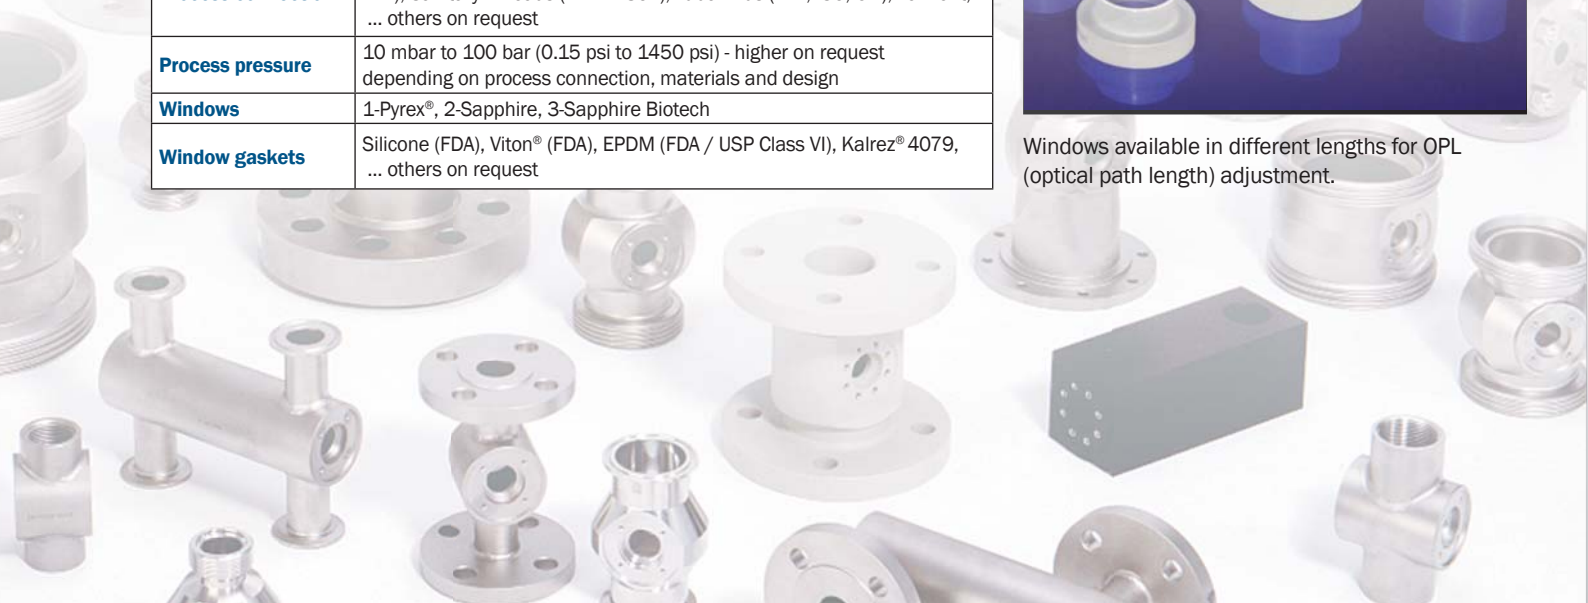 ... others on request
Process pressure
10 mbar to 100 bar (0.15 psi to 1450 psi) - higher on request
depending on process connection, materials and design
Windows
1-Pyrex®, 2-Sapphire, 3-Sapphire Biotech
Window gaskets
Silicone (FDA), Viton® (FDA), EPDM (FDA / USP Class VI), Kalrez® 4079,
... others on request
Windows available in different lengths for OPL
(optical path length) adjustment.